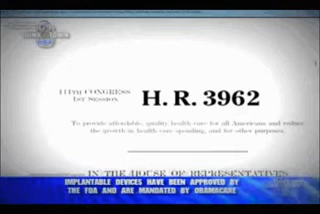 111TH CONGRESS
1ST SESSION
H. R. 3962
To provide affordable, quality health care for all Americans and reduce
the growth in health care spending, and for other purposes.
IN THE HOUSE OF REPRESENTATIVES
IMPLANTABLE DEVICES HAVE BEEN APPROVED BY
THE FDA AND ARE MANDATED BY OBAMACARE